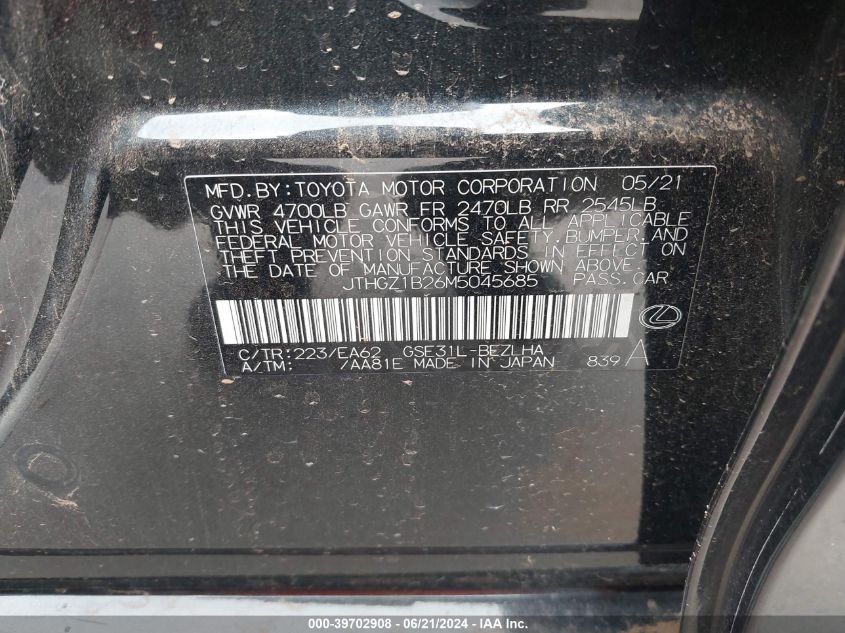 MFD. BY: TOYOTA MOTOR CORPORATION 05/21
GVWR 4700LB GAWR FR 2470LB RR 2545LB
THIS VEHICLE CONFORMS TO ALL APPLICABLE
FEDERAL MOTOR VEHICLE SAFETY, BUMPER, AND
THEFT PREVENTION STANDARDS IN EFFECT ON
THE DATE OF MANUFACTURE SHOWN ABOVE.
JTHGZ1B26M5045685 PASS. CAR
C/TR: 223/EA62 GSE31L-BEZLHA
A/TM: /AA81E MADE IN JAPAN 839 A
000-39702908 | 06/21/2024 | IAA Inc.